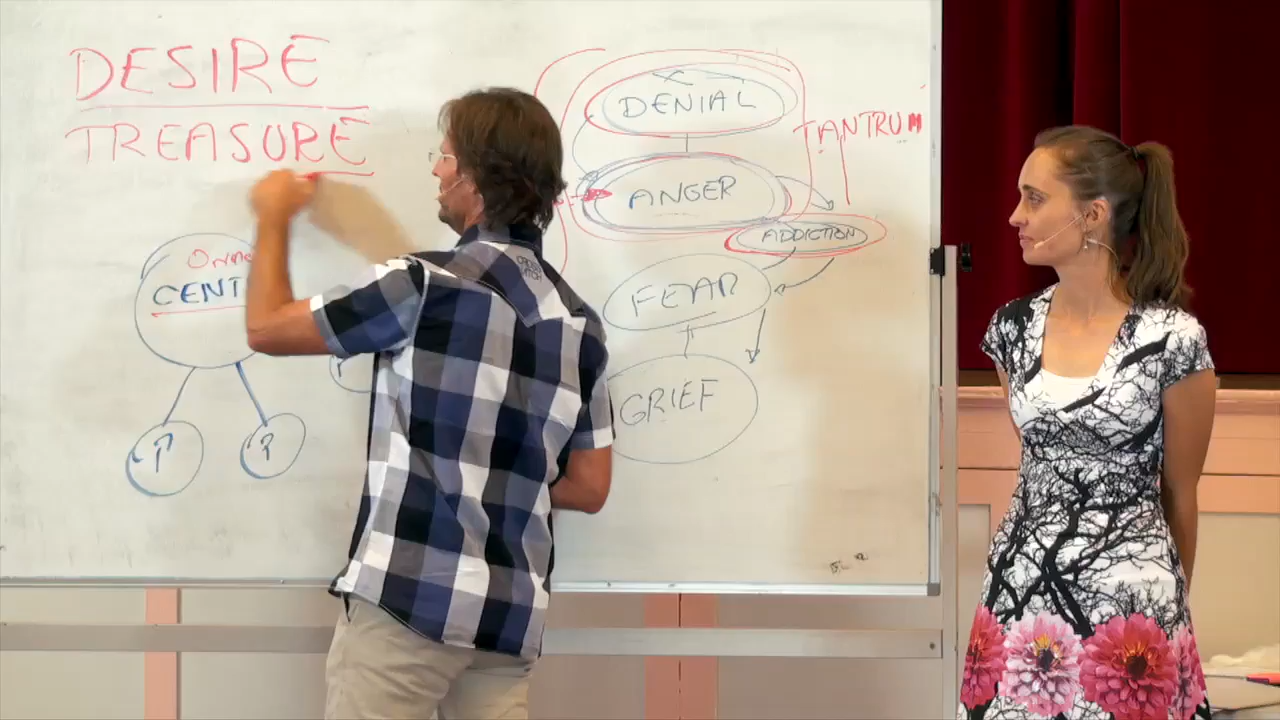 DESIRE
TREASURE
DENIAL
TANTRUM
ANGER
ADDICTION
FEAR
GRIEF